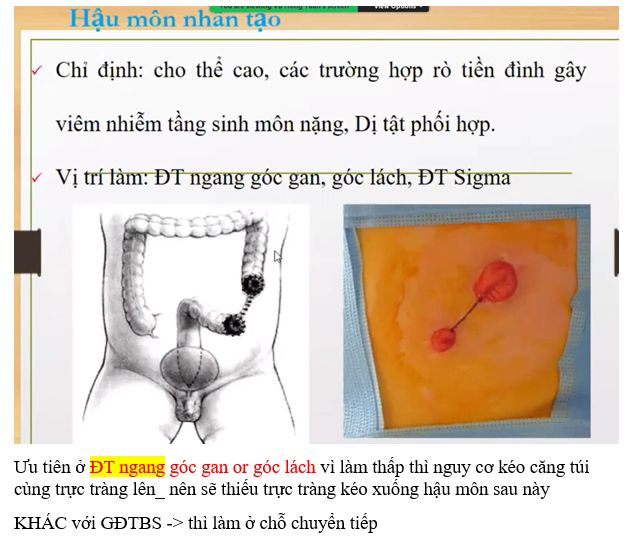 Hậu môn nhân tạo
View Options
✓ Chỉ định: cho thể cao, các trường hợp rò tiền đình gây
viêm nhiễm tầng sinh môn nặng, Dị tật phối hợp.
✓ Vị trí làm: ĐT ngang góc gan, góc lách, ĐT Sigma
Ưu tiên ở ĐT ngang góc gan or góc lách vì làm thấp thì nguy cơ kéo căng túi
cùng trực tràng lên_ nên sẽ thiếu trực tràng kéo xuống hậu môn sau này
KHÁC với GĐTBS -> thì làm ở chỗ chuyển tiếp